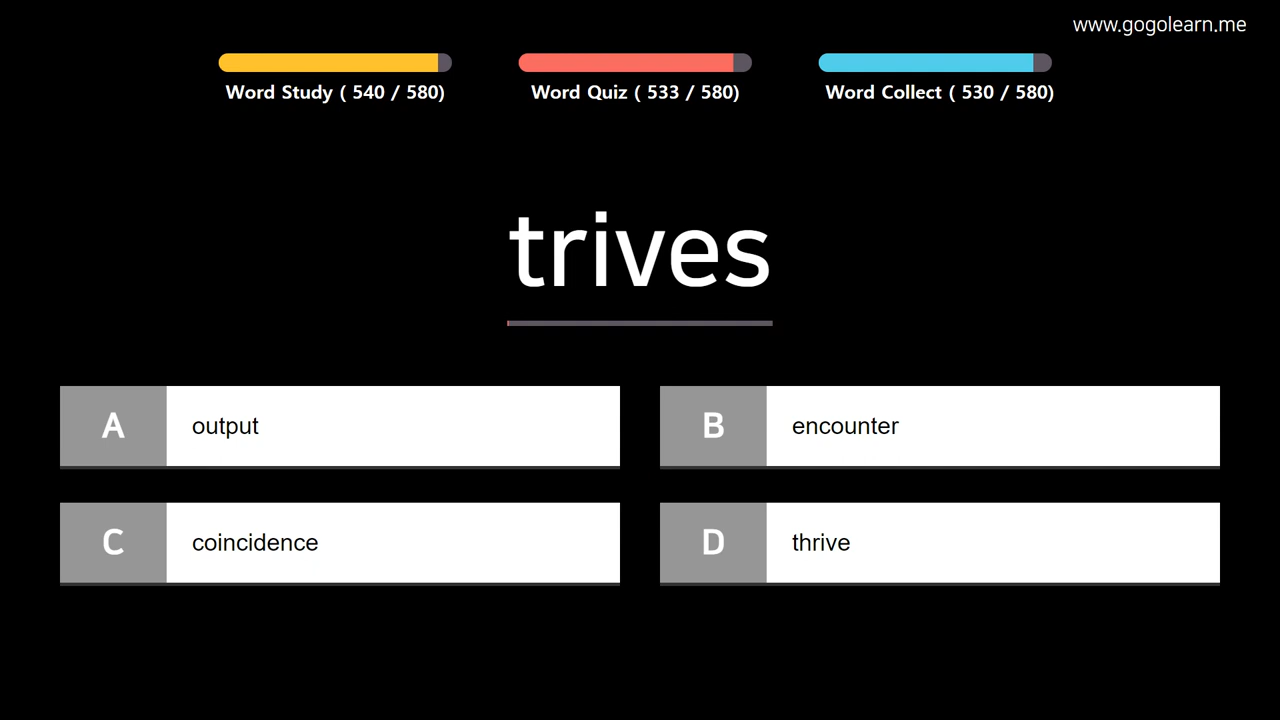 www.gogolearn.me
Word Study ( 540 / 580)
Word Quiz ( 533 / 580)
Word Collect ( 530 / 580)
trives
A output
B encounter
C coincidence
D thrive